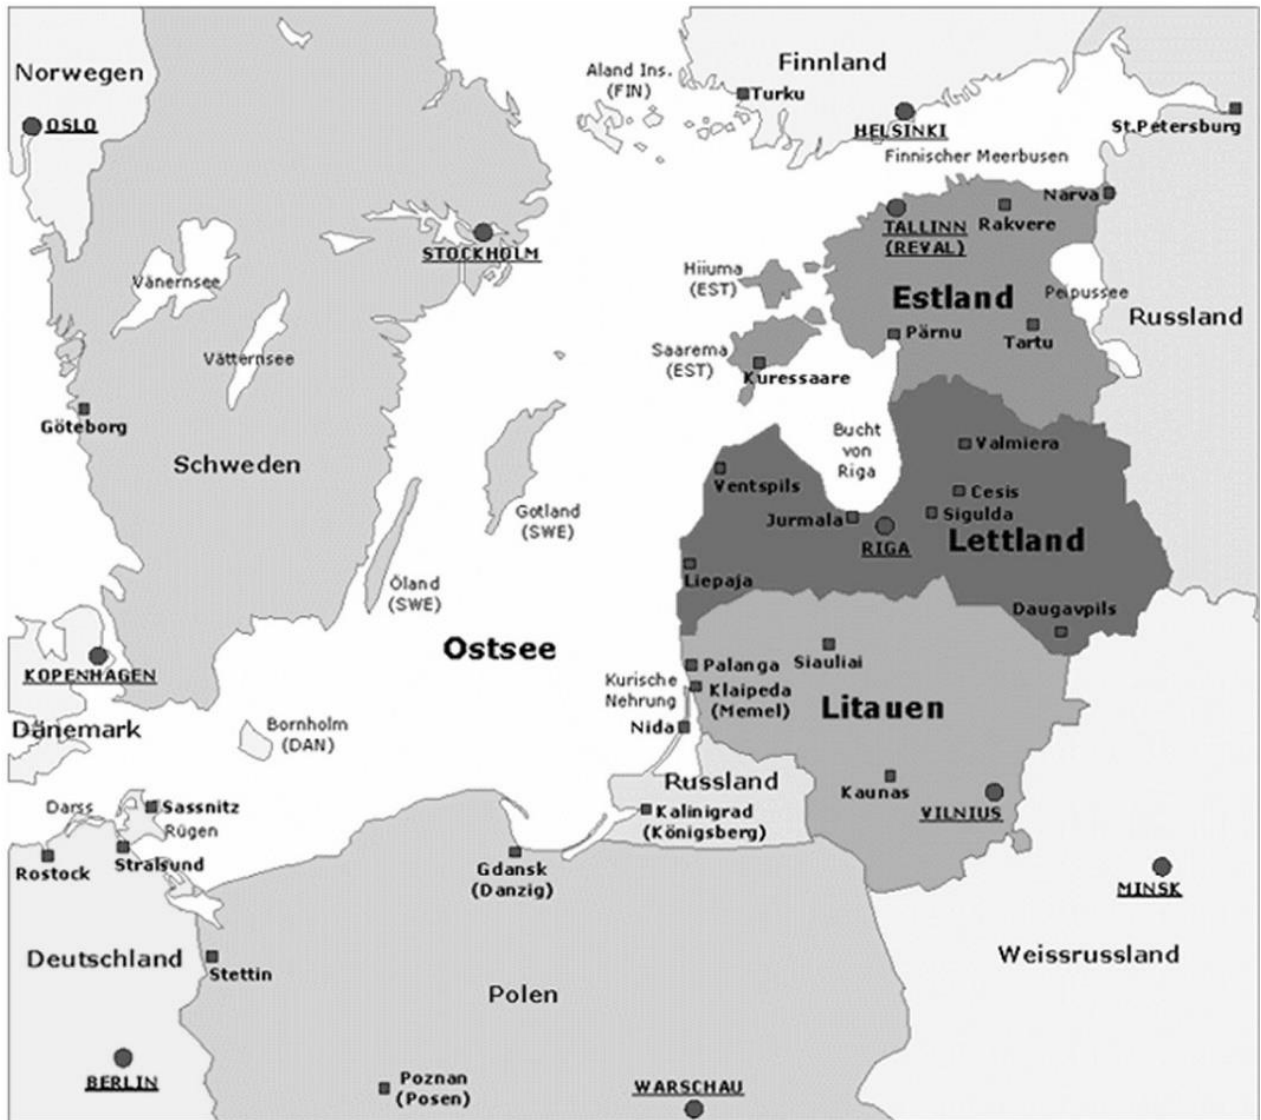 Norwegen
OSLO
Aland Ins.
(FIN)
Turku
Finnland
HELSINKI
Finnischer Meerbusen
St.Petersburg
Narva
Rakvere
TALLINN
(REVAL)
STOCKHOLM
Vänernsee
Vätternsee
Hiiuma
(EST)
Estland
Peipussee
Russland
Pärnu
Tartu
Saarema
(EST)
Kuressaare
Göteborg
Schweden
Bucht
von
Riga
Valmiera
Ventspils
Cesis
Gotland
(SWE)
Jurmala
Sigulda
RIGA
Lettland
Liepaja
Öland
(SWE)
Daugavpils
Ostsee
KOPENHAGEN
Palanga
Siauliai
Kurische
Nehrung
Klaipeda
(Memel)
Litauen
Nida
Dänemark
Bornholm
(DAN)
Russland
Kaunas
VILNIUS
Kalinigrad
(Königsberg)
Darss
Sassnitz
Rügen
Rostock
Stralsund
Gdansk
(Danzig)
MINSK
Deutschland
Stettin
Weissrussland
Polen
BERLIN
Poznan
(Posen)
WARSCHAU